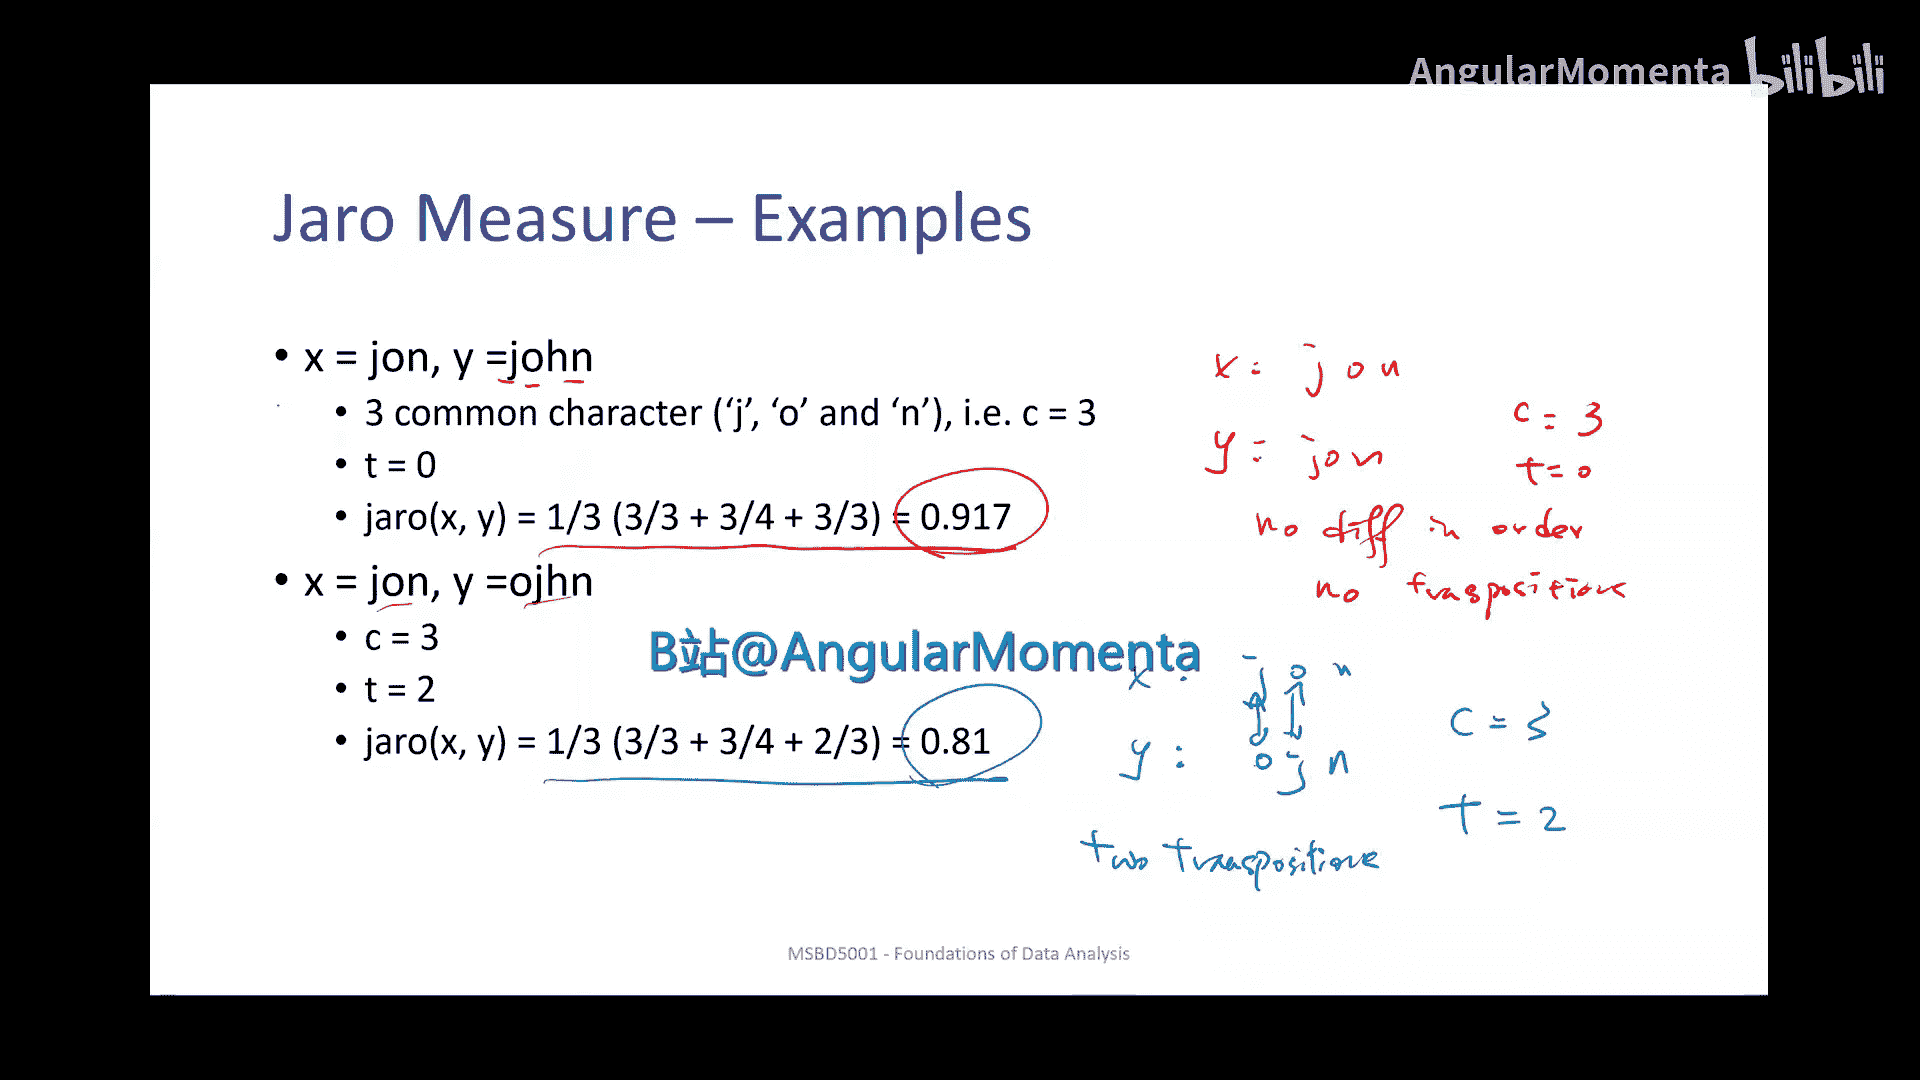 AngularMomenta bilibili
Jaro Measure – Examples
• x = jon, y =john
• 3 common character (‘j’, ‘o’ and ‘n’), i.e. c = 3
• t = 0
• jaro(x, y) = 1/3 (3/3 + 3/4 + 3/3) = 0.917
• x = jon, y =ojhn
• c = 3
• t = 2
• jaro(x, y) = 1/3 (3/3 + 3/4 + 2/3) = 0.81
x = jon
y = jon
c = 3
t = 0
no diff in order
no traspositions
B站@AngularMomenta
x : j o n
y : o j n
c = 3
T = 2
two transpositions
MSBD5001 - Foundations of Data Analysis